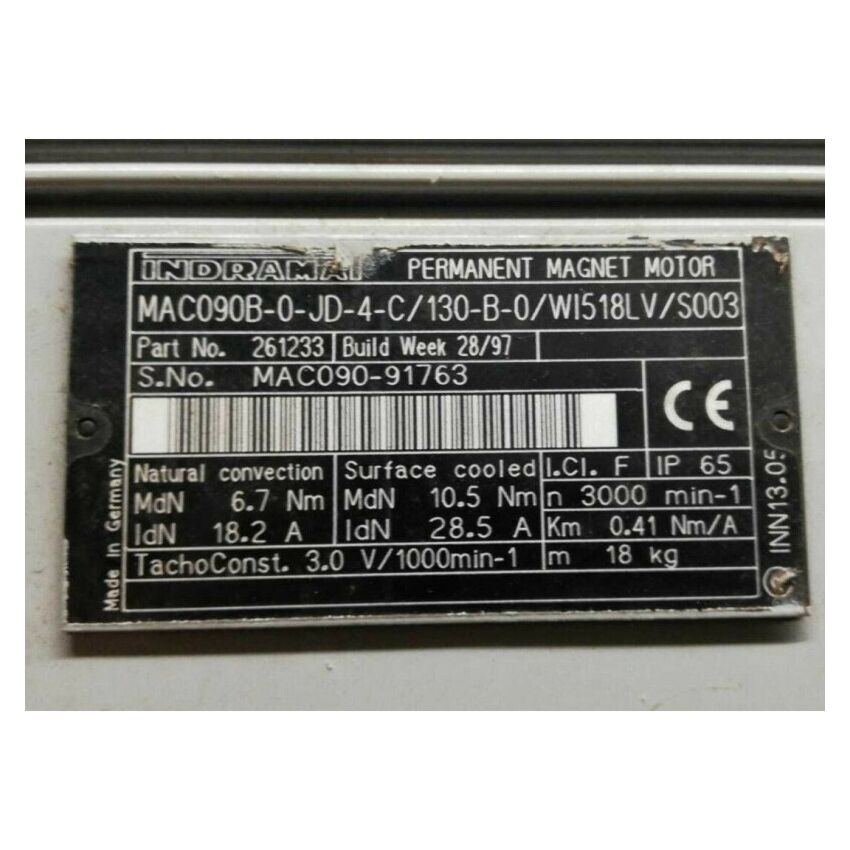 INDRAMAT PERMANENT MAGNET MOTOR
MAC090B-0-JD-4-C/130-B-0/WI518LV/S003
Part No. 261233 Build Week 28/97
S.No. MAC090-91763
CE
Natural convection Surface cooled I.Cl. F IP 65
MdN 6.7 Nm MdN 10.5 Nm n 3000 min-1
IdN 18.2 A IdN 28.5 A Km 0.41 Nm/A
TachoConst. 3.0 V/1000min-1 m 18 kg
Made in Germany
INN13.05